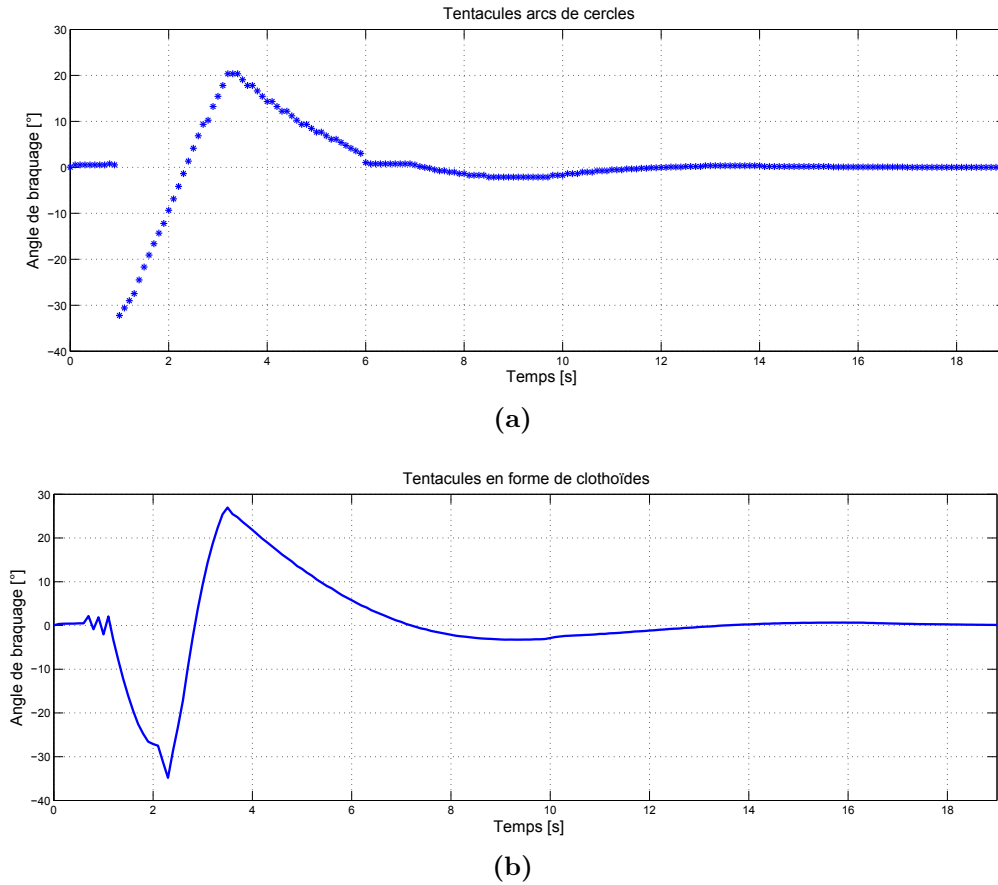 Tentacules arcs de cercles
30
20
10
0
−10
−20
−30
−40
Angle de braquage [°]
0 2 4 6 8 10 12 14 16 18
Temps [s]
(a)
Tentacules en forme de clothoïdes
30
20
10
0
−10
−20
−30
−40
Angle de braquage [°]
0 2 4 6 8 10 12 14 16 18
Temps [s]
(b)